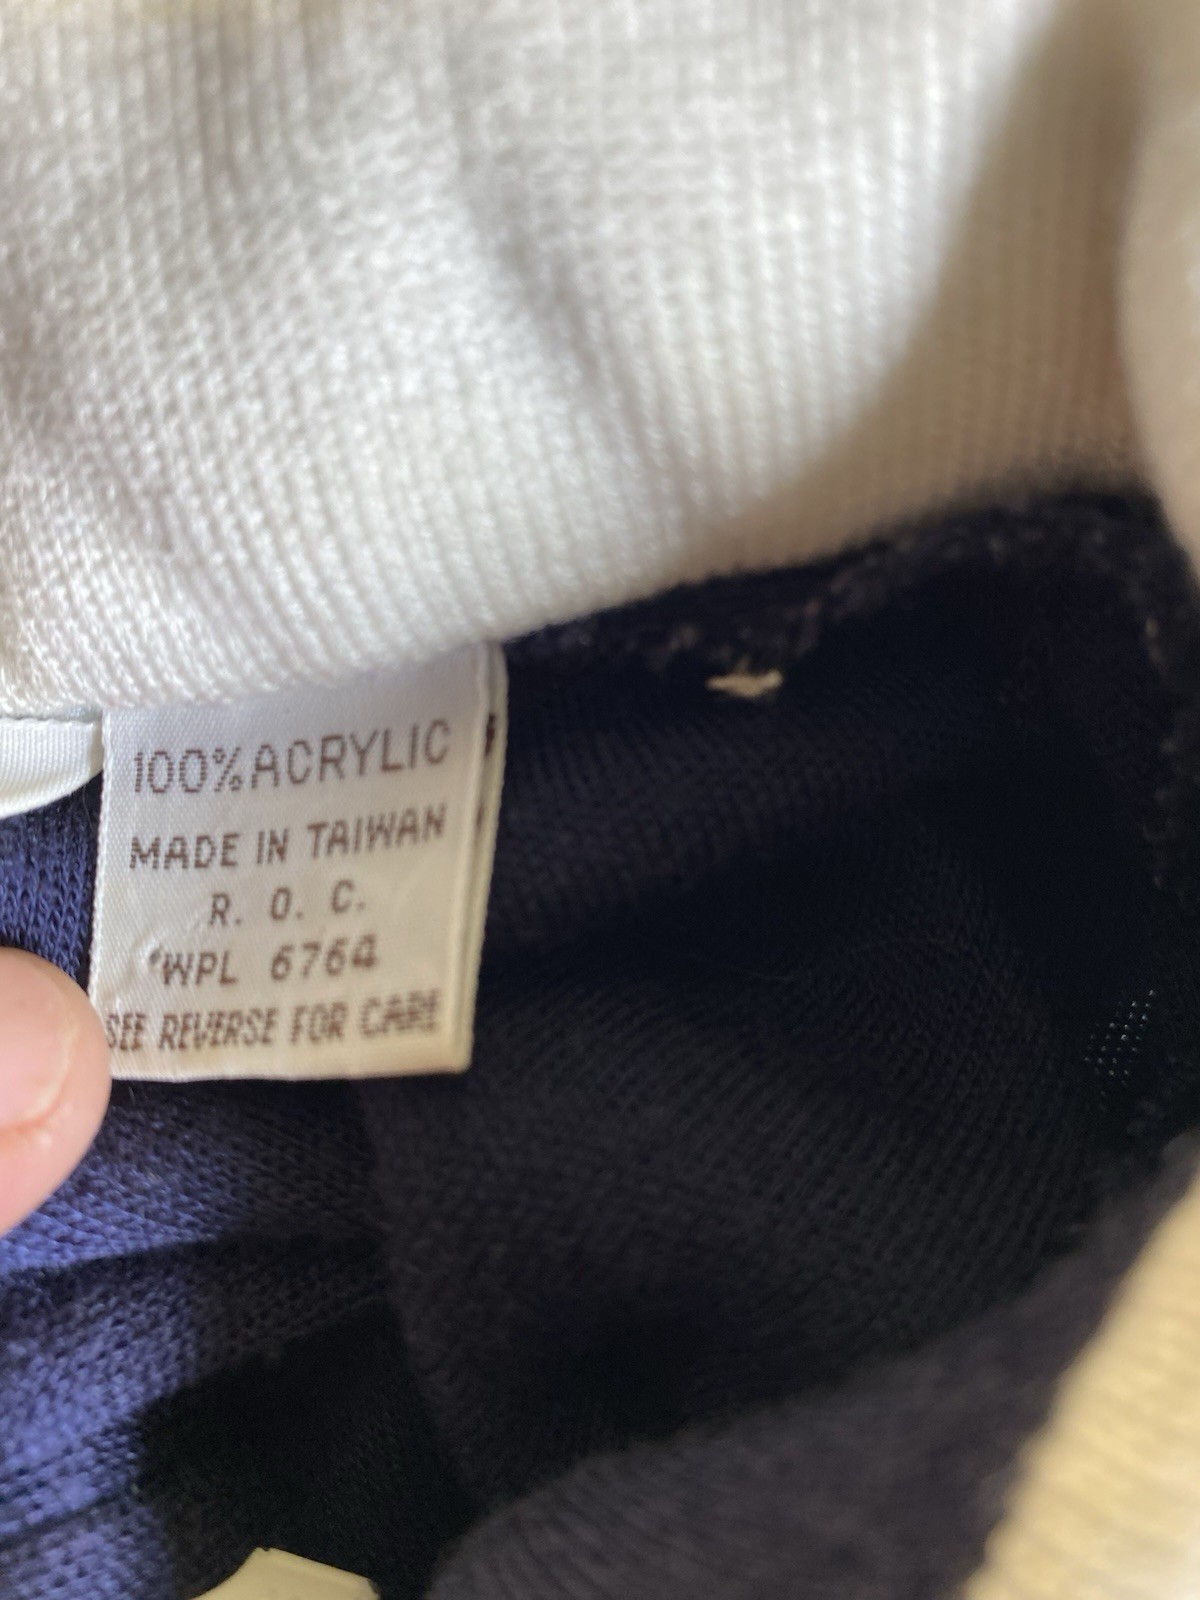 100% ACRYLIC
MADE IN TAIWAN
R. O. C.
WPL 6764
SEE REVERSE FOR CARE